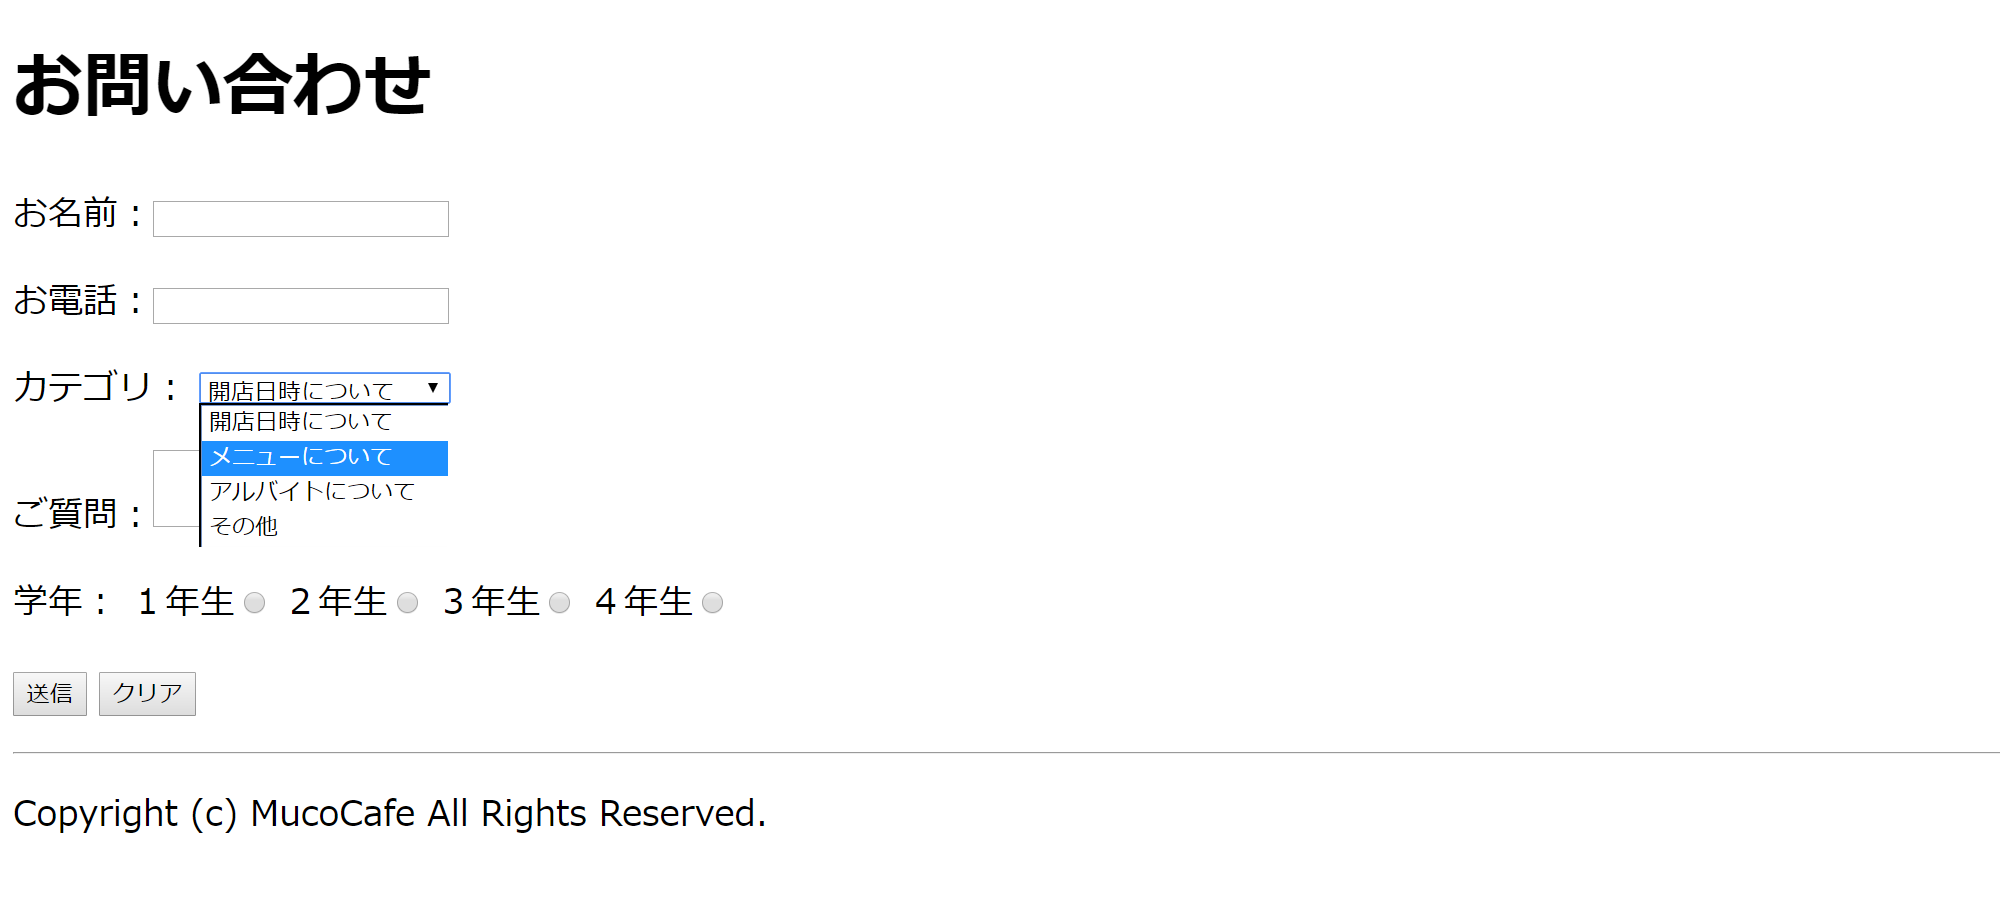 お問い合わせ
お名前：
お電話：
カテゴリ： 開店日時について ▼
開店日時について
メニューについて
アルバイトについて
その他
ご質問：
学年： １年生 ２年生 ３年生 ４年生
送信 クリア
Copyright (c) MucoCafe All Rights Reserved.